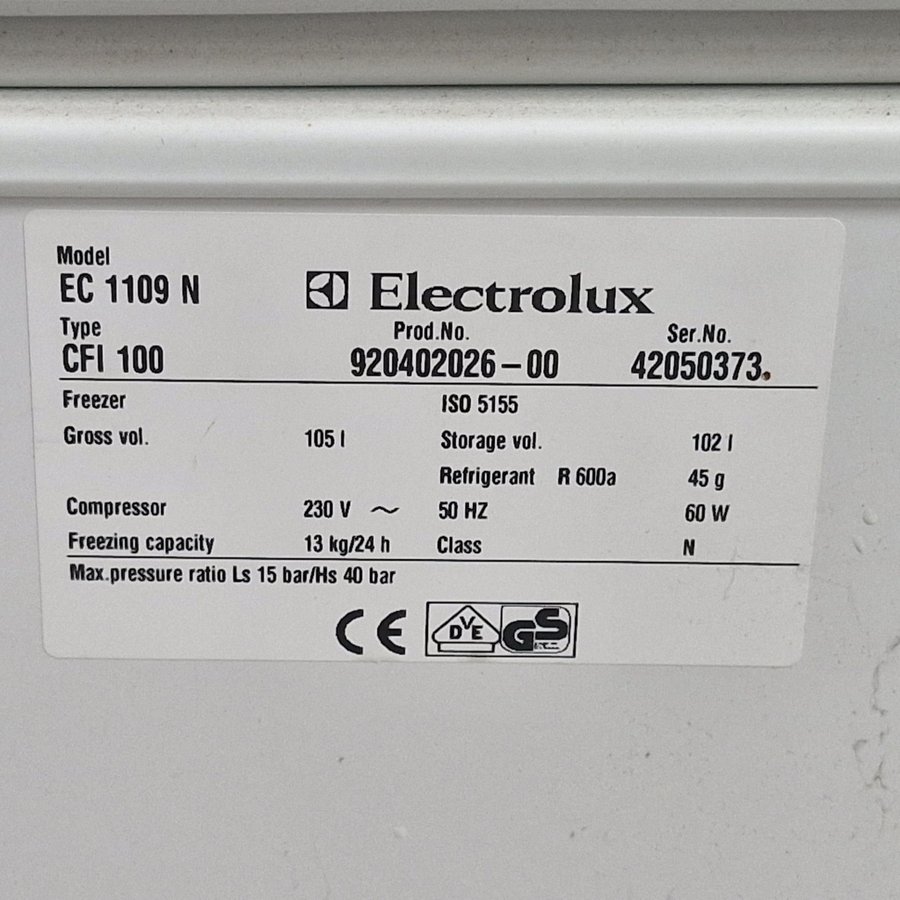 Model
EC 1109 N Electrolux
Type Prod.No. Ser.No.
CFI 100 920402026-00 42050373
Freezer ISO 5155
Gross vol. 105 l Storage vol. 102 l
Refrigerant R 600a 45 g
Compressor 230 V ~ 50 HZ 60 W
Freezing capacity 13 kg/24 h Class N
Max.pressure ratio Ls 15 bar/Hs 40 bar
CE DVE GS